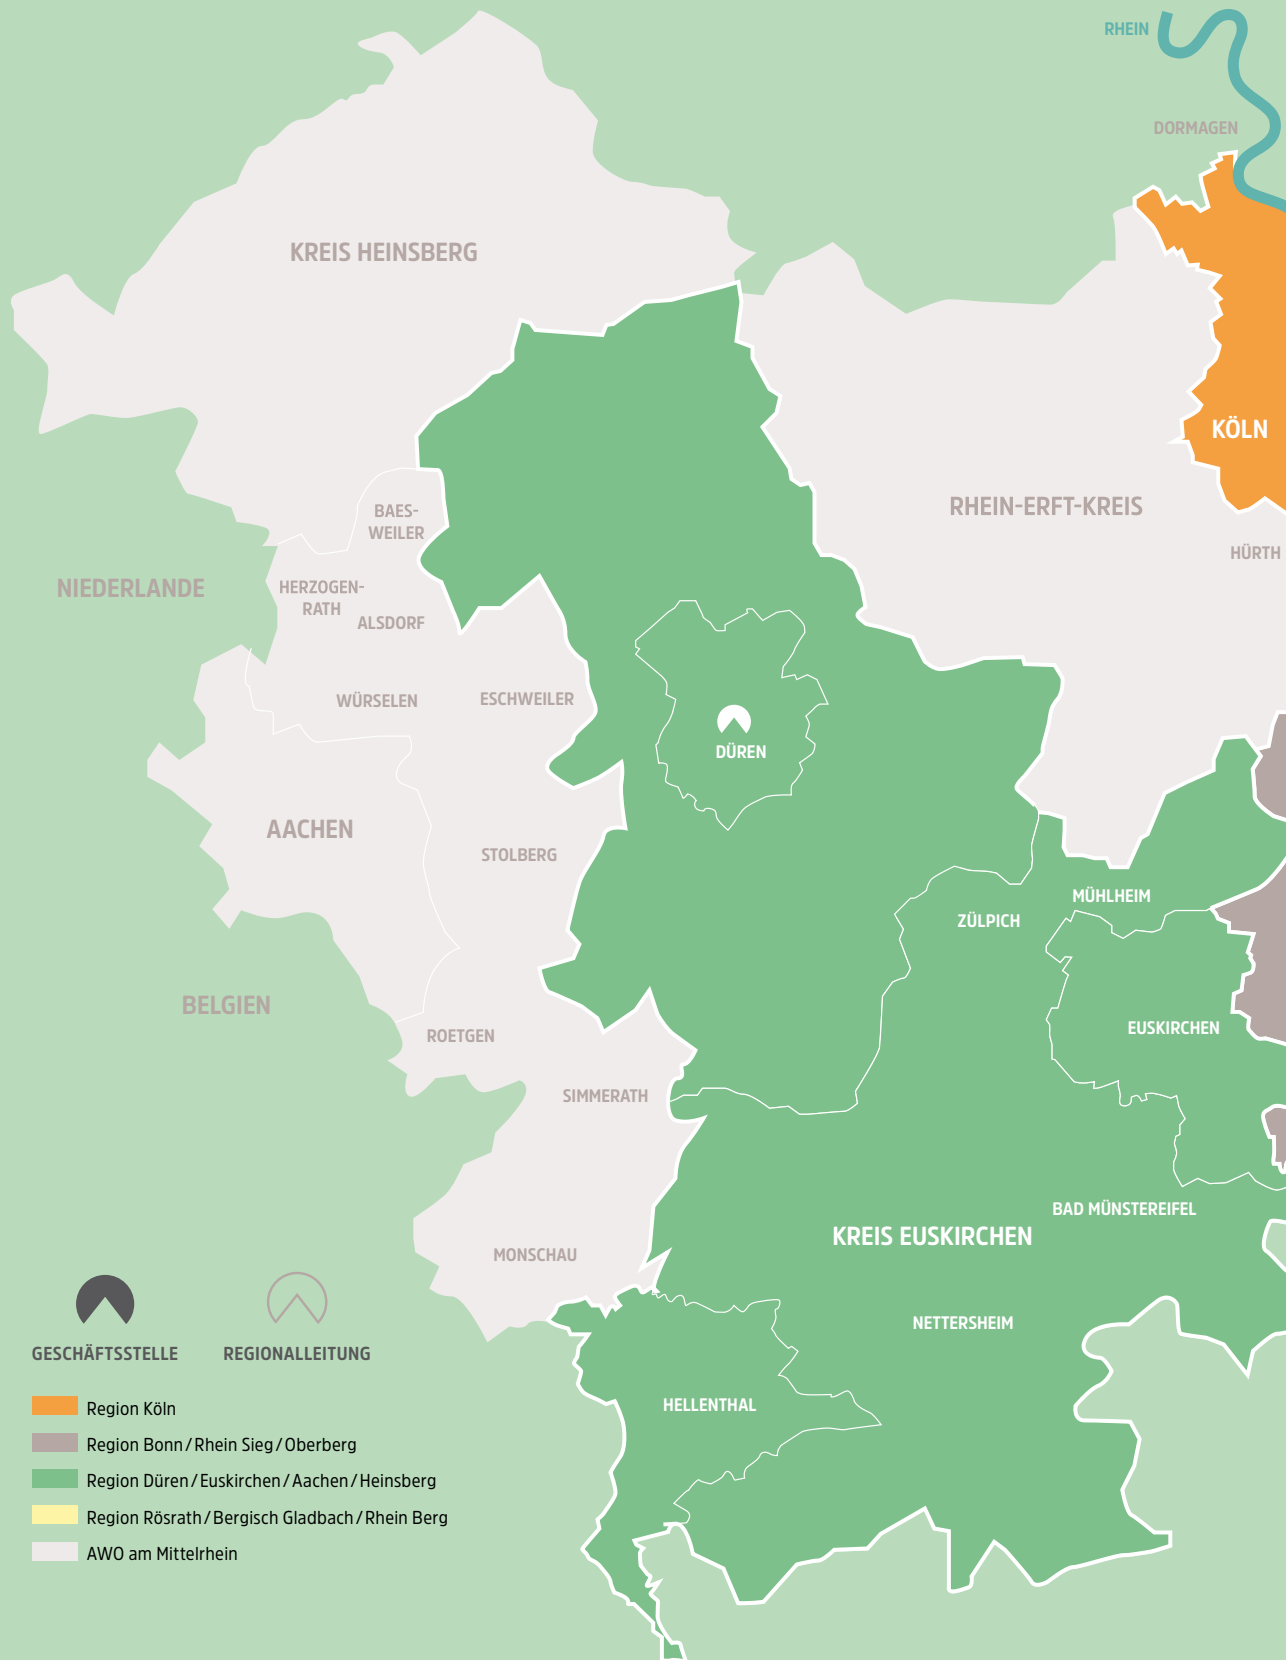 RHEIN
DORMAGEN
KREIS HEINSBERG
KÖLN
BAES-
WEILER
RHEIN-ERFT-KREIS
HÜRTH
NIEDERLANDE
HERZOGEN-
RATH
ALSDORF
WÜRSELEN
ESCHWEILER
DÜREN
AACHEN
STOLBERG
MÜHLHEIM
ZÜLPICH
BELGIEN
EUSKIRCHEN
ROETGEN
SIMMERATH
BAD MÜNSTEREIFEL
KREIS EUSKIRCHEN
MONSCHAU
NETTERSHEIM
HELLENTHAL
GESCHÄFTSSTELLE
REGIONALLEITUNG
Region Köln
Region Bonn/Rhein Sieg/Oberberg
Region Düren/Euskirchen/Aachen/Heinsberg
Region Rösrath/Bergisch Gladbach/Rhein Berg
AWO am Mittelrhein